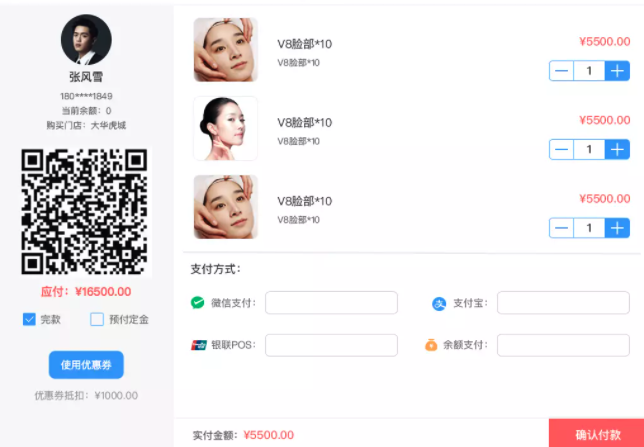 张风雪
180****1849
当前余额：0
购买门店：大华虎城
应付：¥16500.00
完款
预付定金
使用优惠券
优惠券抵扣：¥1000.00
V8脸部*10
¥5500.00
V8脸部*10
1
V8脸部*10
¥5500.00
V8脸部*10
1
V8脸部*10
¥5500.00
V8脸部*10
1
支付方式：
微信支付：
支付宝：
银联POS：
余额支付：
实付金额：¥5500.00
确认付款